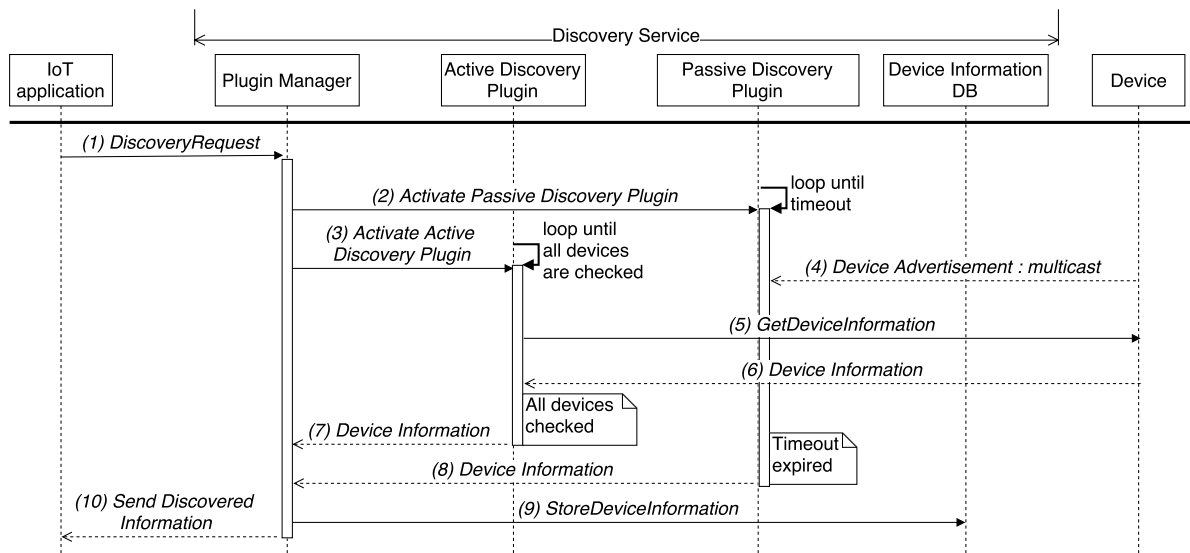 Discovery Service
IoT
application
Plugin Manager
Active Discovery
Plugin
Passive Discovery
Plugin
Device Information
DB
Device
(1) DiscoveryRequest
(2) Activate Passive Discovery Plugin
loop until
timeout
(3) Activate Active
Discovery Plugin
loop until
all devices
are checked
(4) Device Advertisement : multicast
(5) GetDeviceInformation
(6) Device Information
All devices
checked
(7) Device Information
Timeout
expired
(8) Device Information
(9) StoreDeviceInformation
(10) Send Discovered
Information